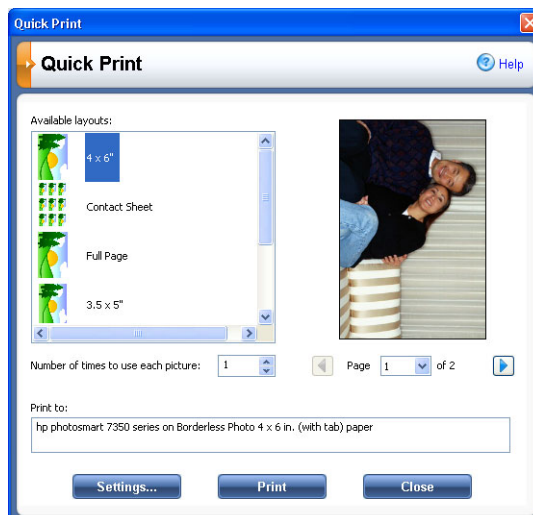 Quick Print
Quick Print
Help
Available layouts:
4 x 6"
Contact Sheet
Full Page
3.5 x 5"
Number of times to use each picture: 1
Page 1 of 2
Print to:
hp photosmart 7350 series on Borderless Photo 4 x 6 in. (with tab) paper
Settings... Print Close